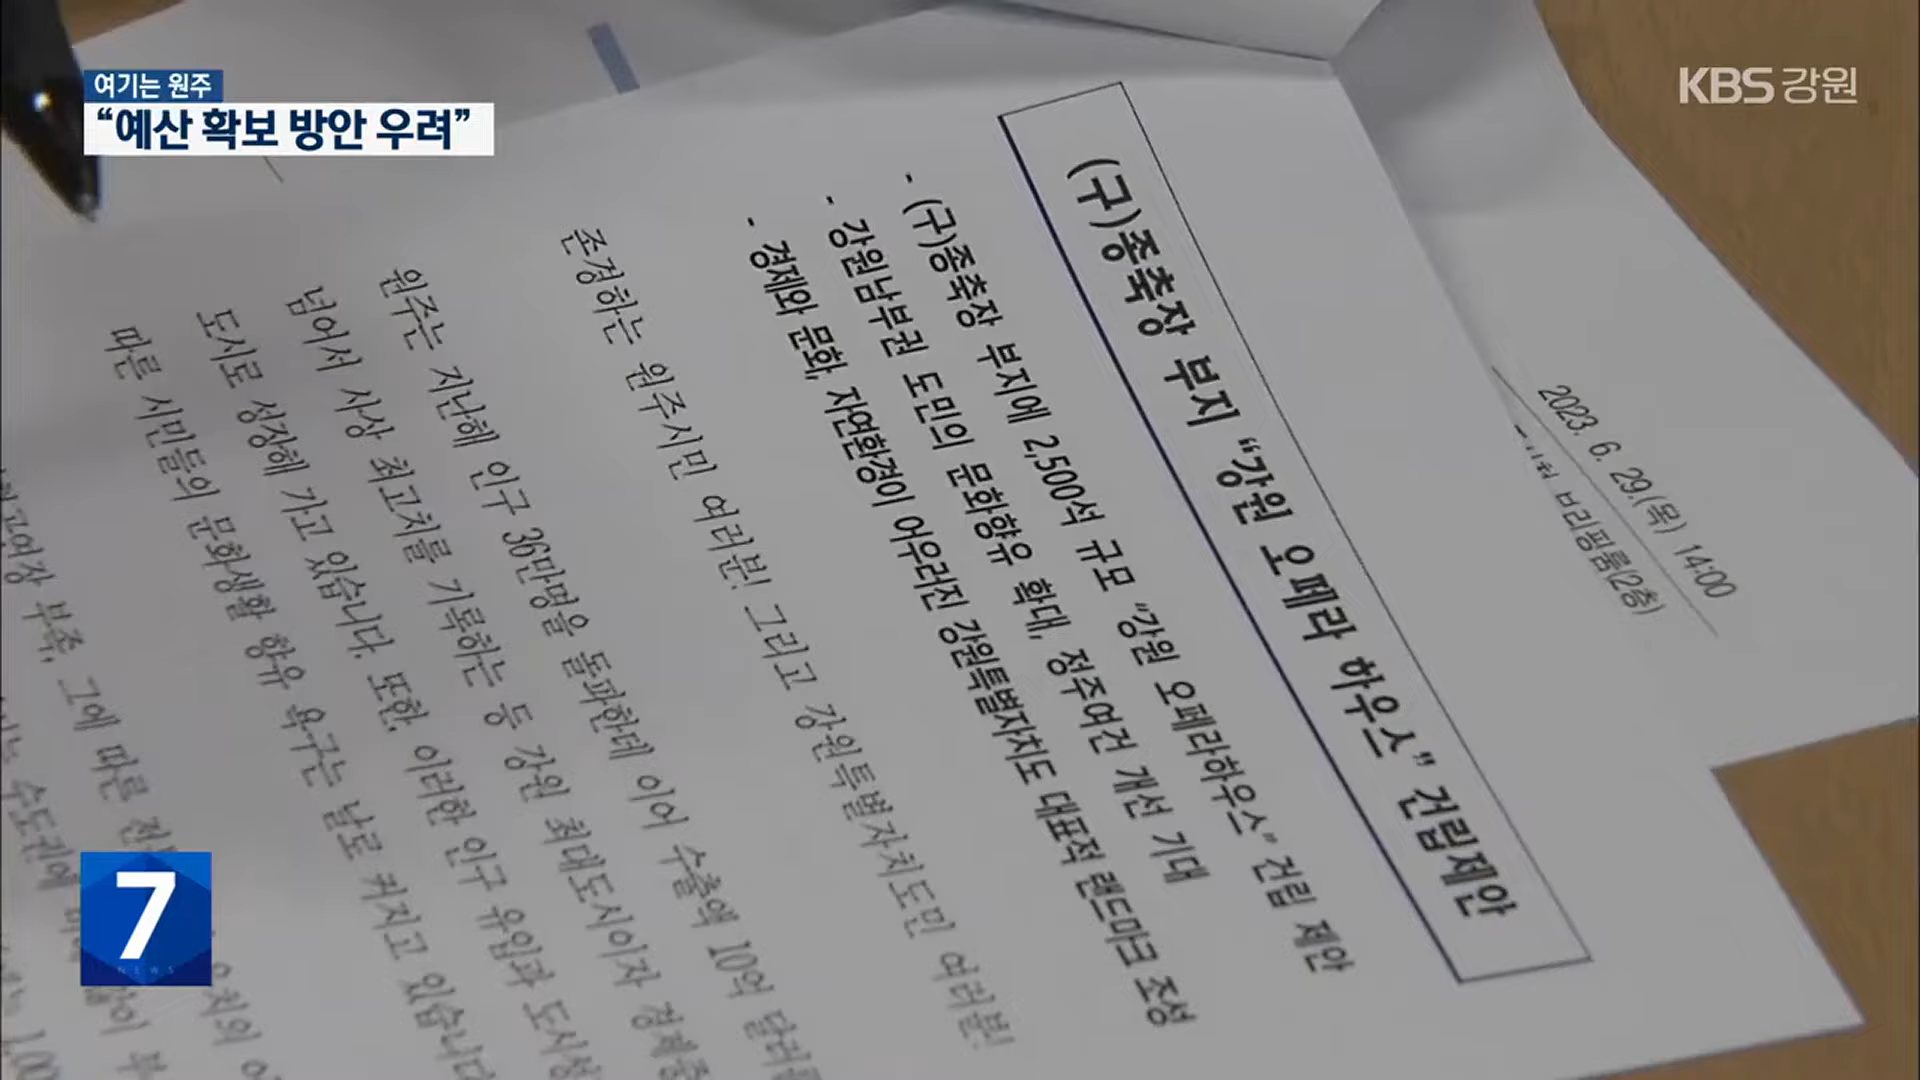 여기는 원주
“예산 확보 방안 우려”
KBS 강원
2023. 6. 29.(목) 14:00
브리핑룸(2층)
(구)종축장 부지 “강원 오페라 하우스” 건립제안
- (구)종축장 부지에 2,500석 규모 “강원 오페라하우스” 건립 제안
- 강원남부권 도민의 문화향유 확대, 정주여건 개선 기대
- 경제와 문화, 자연환경이 어우러진 강원특별자치도 대표적 랜드마크 조성
존경하는 원주시민 여러분! 그리고 강원특별자치도민 여러분!
원주는 지난해 인구 36만명을 돌파한데 이어 수출액 10억 달러를
넘어서 사상 최고치를 기록하는 등 강원 최대도시이자 경제중
도시로 성장해 가고 있습니다. 또한, 이러한 인구 유입과 도시성
따른 시민들의 문화생활 향유 욕구는 날로 커지고 있습니다
부족, 그에 따른
수도권에
1,00
7
NEWS